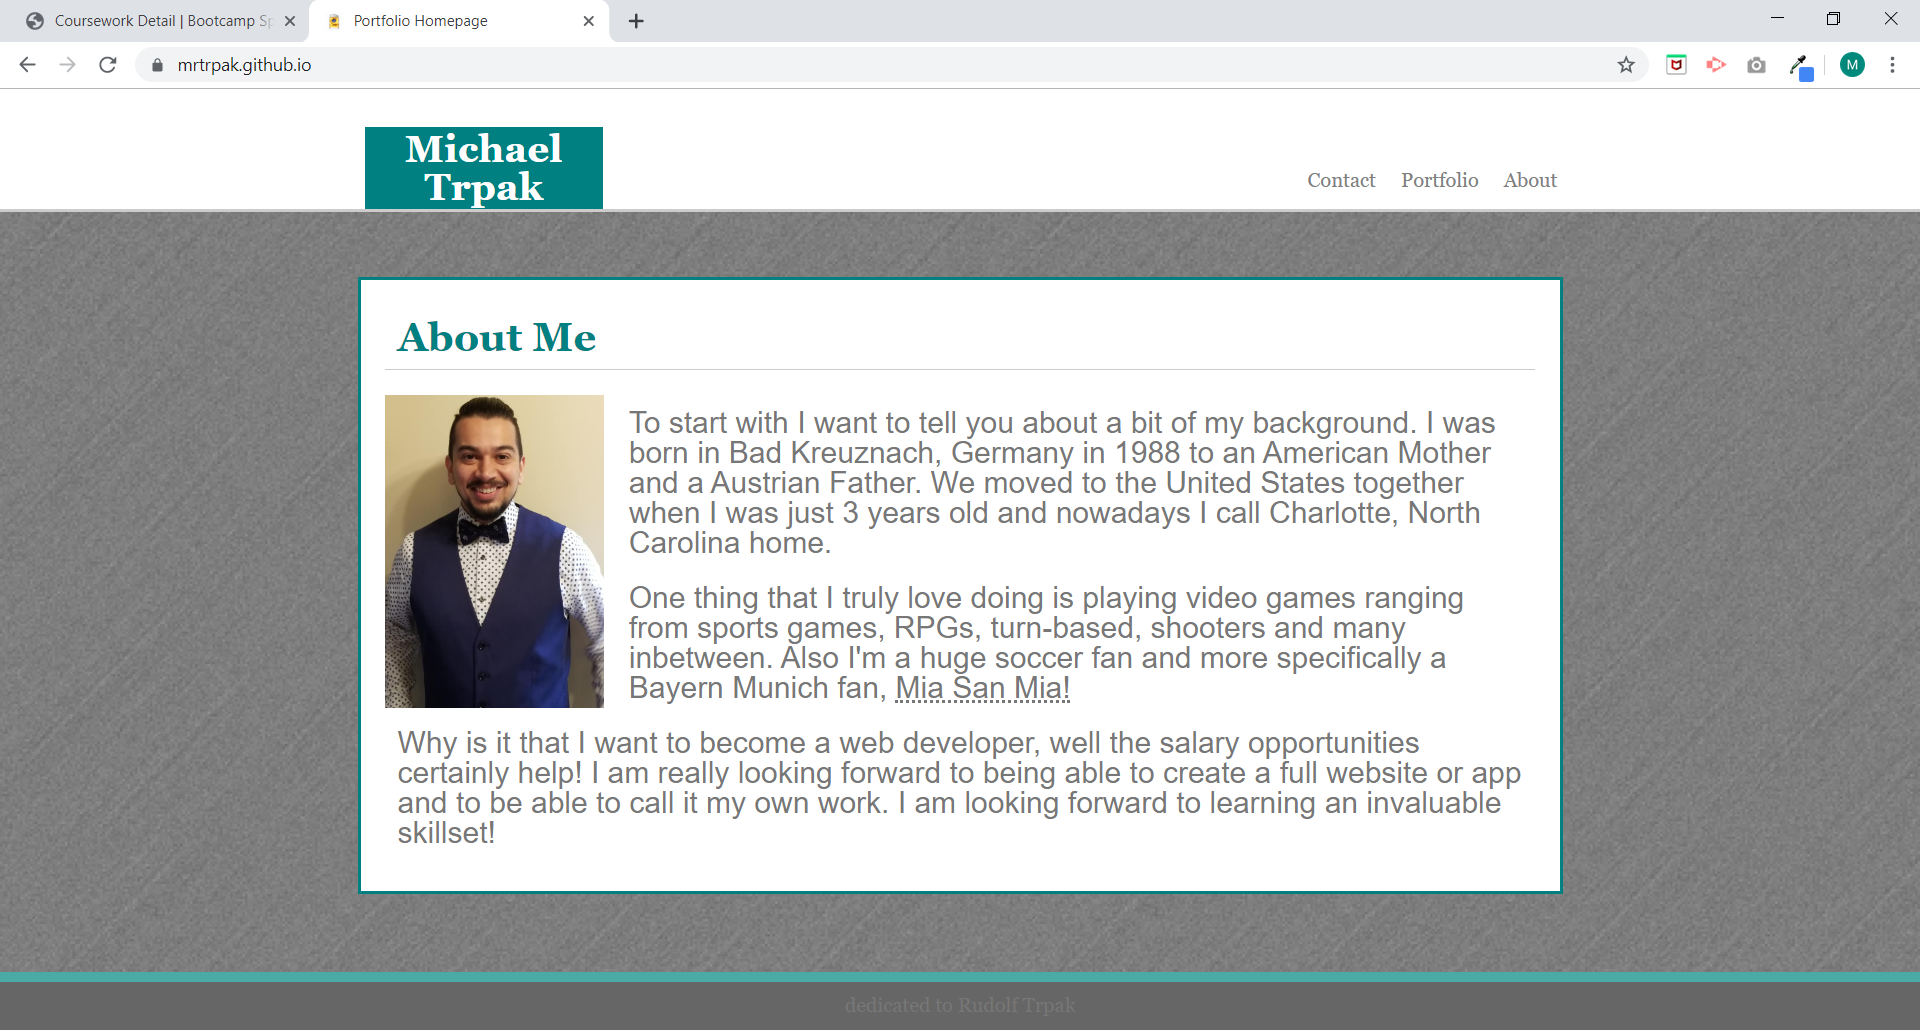 Coursework Detail | Bootcamp Sp
Portfolio Homepage
mrtrpak.github.io
M
Michael
Trpak
Contact Portfolio About
About Me
To start with I want to tell you about a bit of my background. I was
born in Bad Kreuznach, Germany in 1988 to an American Mother
and a Austrian Father. We moved to the United States together
when I was just 3 years old and nowadays I call Charlotte, North
Carolina home.
One thing that I truly love doing is playing video games ranging
from sports games, RPGs, turn-based, shooters and many
inbetween. Also I'm a huge soccer fan and more specifically a
Bayern Munich fan, Mia San Mia!
Why is it that I want to become a web developer, well the salary opportunities
certainly help! I am really looking forward to being able to create a full website or app
and to be able to call it my own work. I am looking forward to learning an invaluable
skillset!
dedicated to Rudolf Trpak